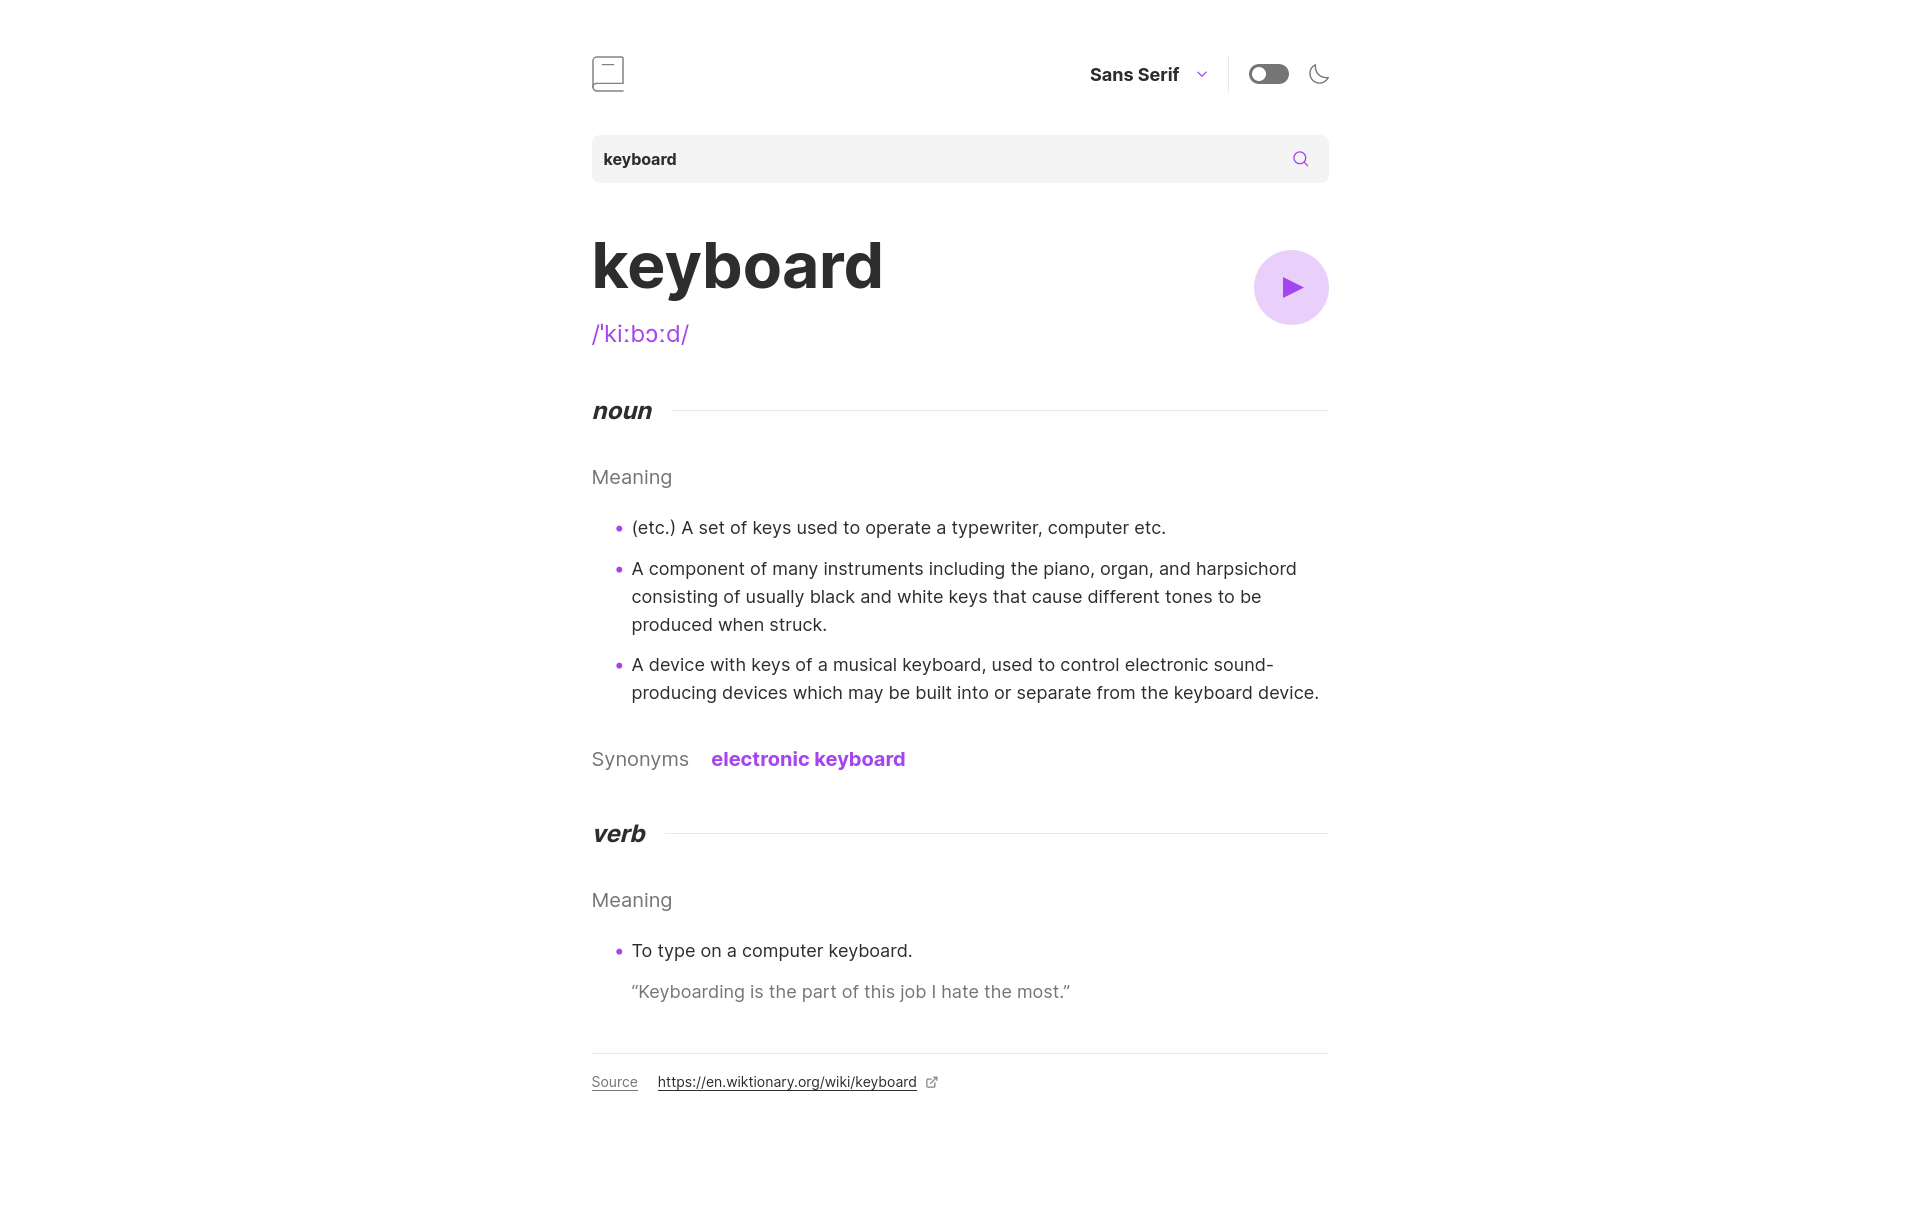 Sans Serif
keyboard
keyboard
/ˈkiːbɔːd/
noun
Meaning
• (etc.) A set of keys used to operate a typewriter, computer etc.
• A component of many instruments including the piano, organ, and harpsichord
consisting of usually black and white keys that cause different tones to be
produced when struck.
• A device with keys of a musical keyboard, used to control electronic sound-
producing devices which may be built into or separate from the keyboard device.
Synonyms electronic keyboard
verb
Meaning
• To type on a computer keyboard.
“Keyboarding is the part of this job I hate the most.”
Source https://en.wiktionary.org/wiki/keyboard